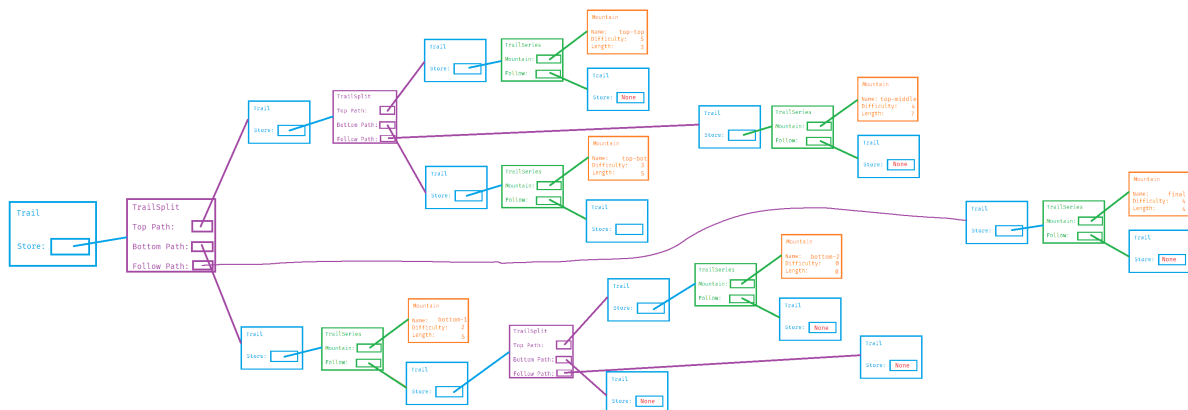 Trail
Store:
TrailSplit
Top Path:
Bottom Path:
Follow Path:
Trail
Store:
TrailSplit
Top Path:
Bottom Path:
Follow Path:
Trail
Store:
TrailSeries
Mountain:
Follow:
Mountain
Name: top-top
Difficulty: 5
Length: 3
Trail
Store: None
Trail
Store:
TrailSeries
Mountain:
Follow:
Mountain
Name: top-bot
Difficulty: 3
Length: 5
Trail
Store:
Trail
Store:
TrailSeries
Mountain:
Follow:
Mountain
Name: top-middle
Difficulty: 4
Length: 7
Trail
Store: None
Trail
Store:
TrailSeries
Mountain:
Follow:
Mountain
Name: bottom-1
Difficulty: 2
Length: 5
Trail
Store:
TrailSplit
Top Path:
Bottom Path:
Follow Path:
Trail
Store:
TrailSeries
Mountain:
Follow:
Mountain
Name: bottom-2
Difficulty: 0
Length: 0
Trail
Store: None
Trail
Store: None
Trail
Store: None
Trail
Store:
TrailSeries
Mountain:
Follow:
Mountain
Name: final
Difficulty: 4
Length: 4
Trail
Store: None